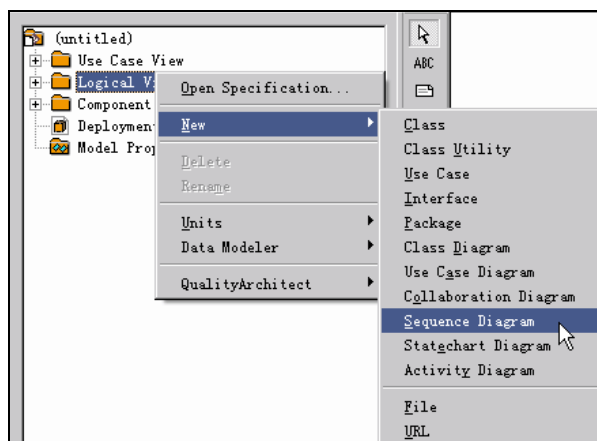 (untitled)
Use Case View
Logical V
Component
Deploymen
Model Pro
ABC
Open Specification...
New
Delete
Rename
Units
Data Modeler
QualityArchitect
Class
Class Utility
Use Case
Interface
Package
Class Diagram
Use Case Diagram
Collaboration Diagram
Sequence Diagram
Statechart Diagram
Activity Diagram
File
URL